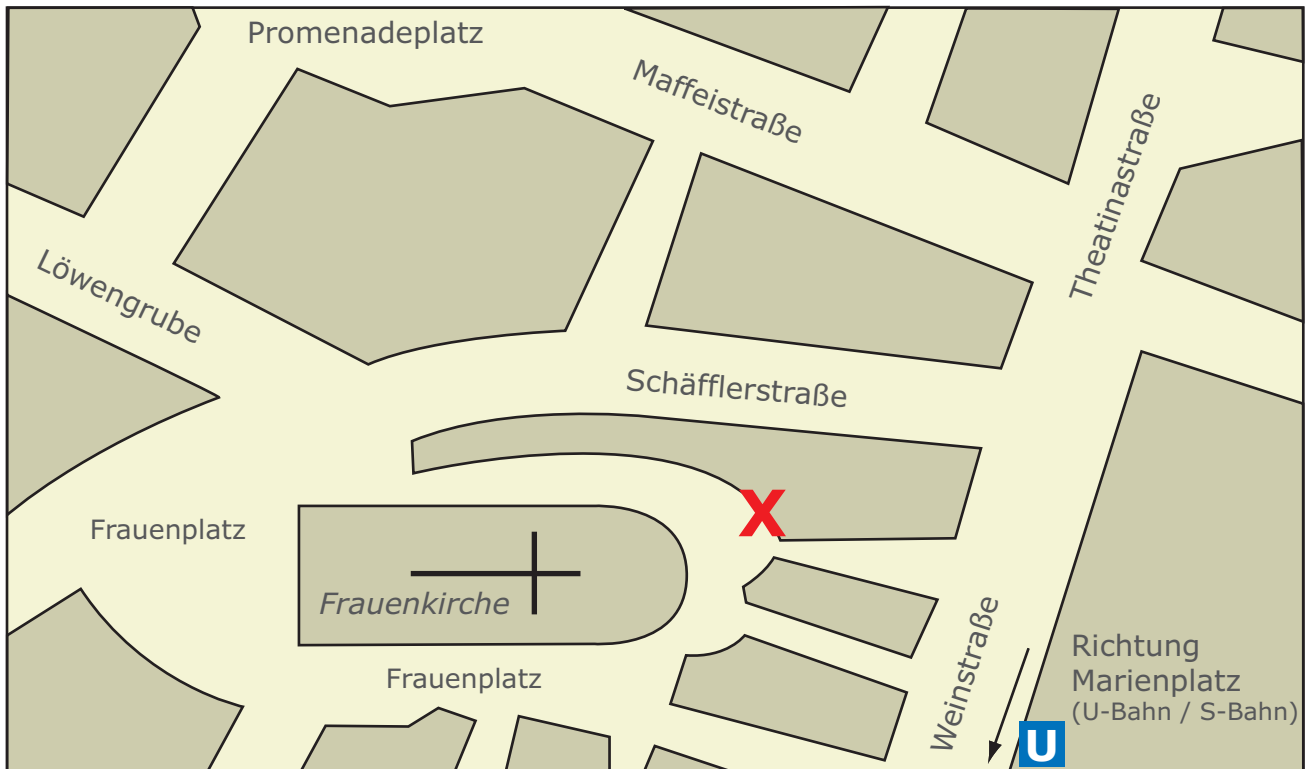 Promenadeplatz
Maffeistraße
Theatinastraße
Löwengrube
Schäfflerstraße
X
Frauenplatz
Frauenkirche
Frauenplatz
Weinstraße
Richtung
Marienplatz
(U-Bahn / S-Bahn)
U